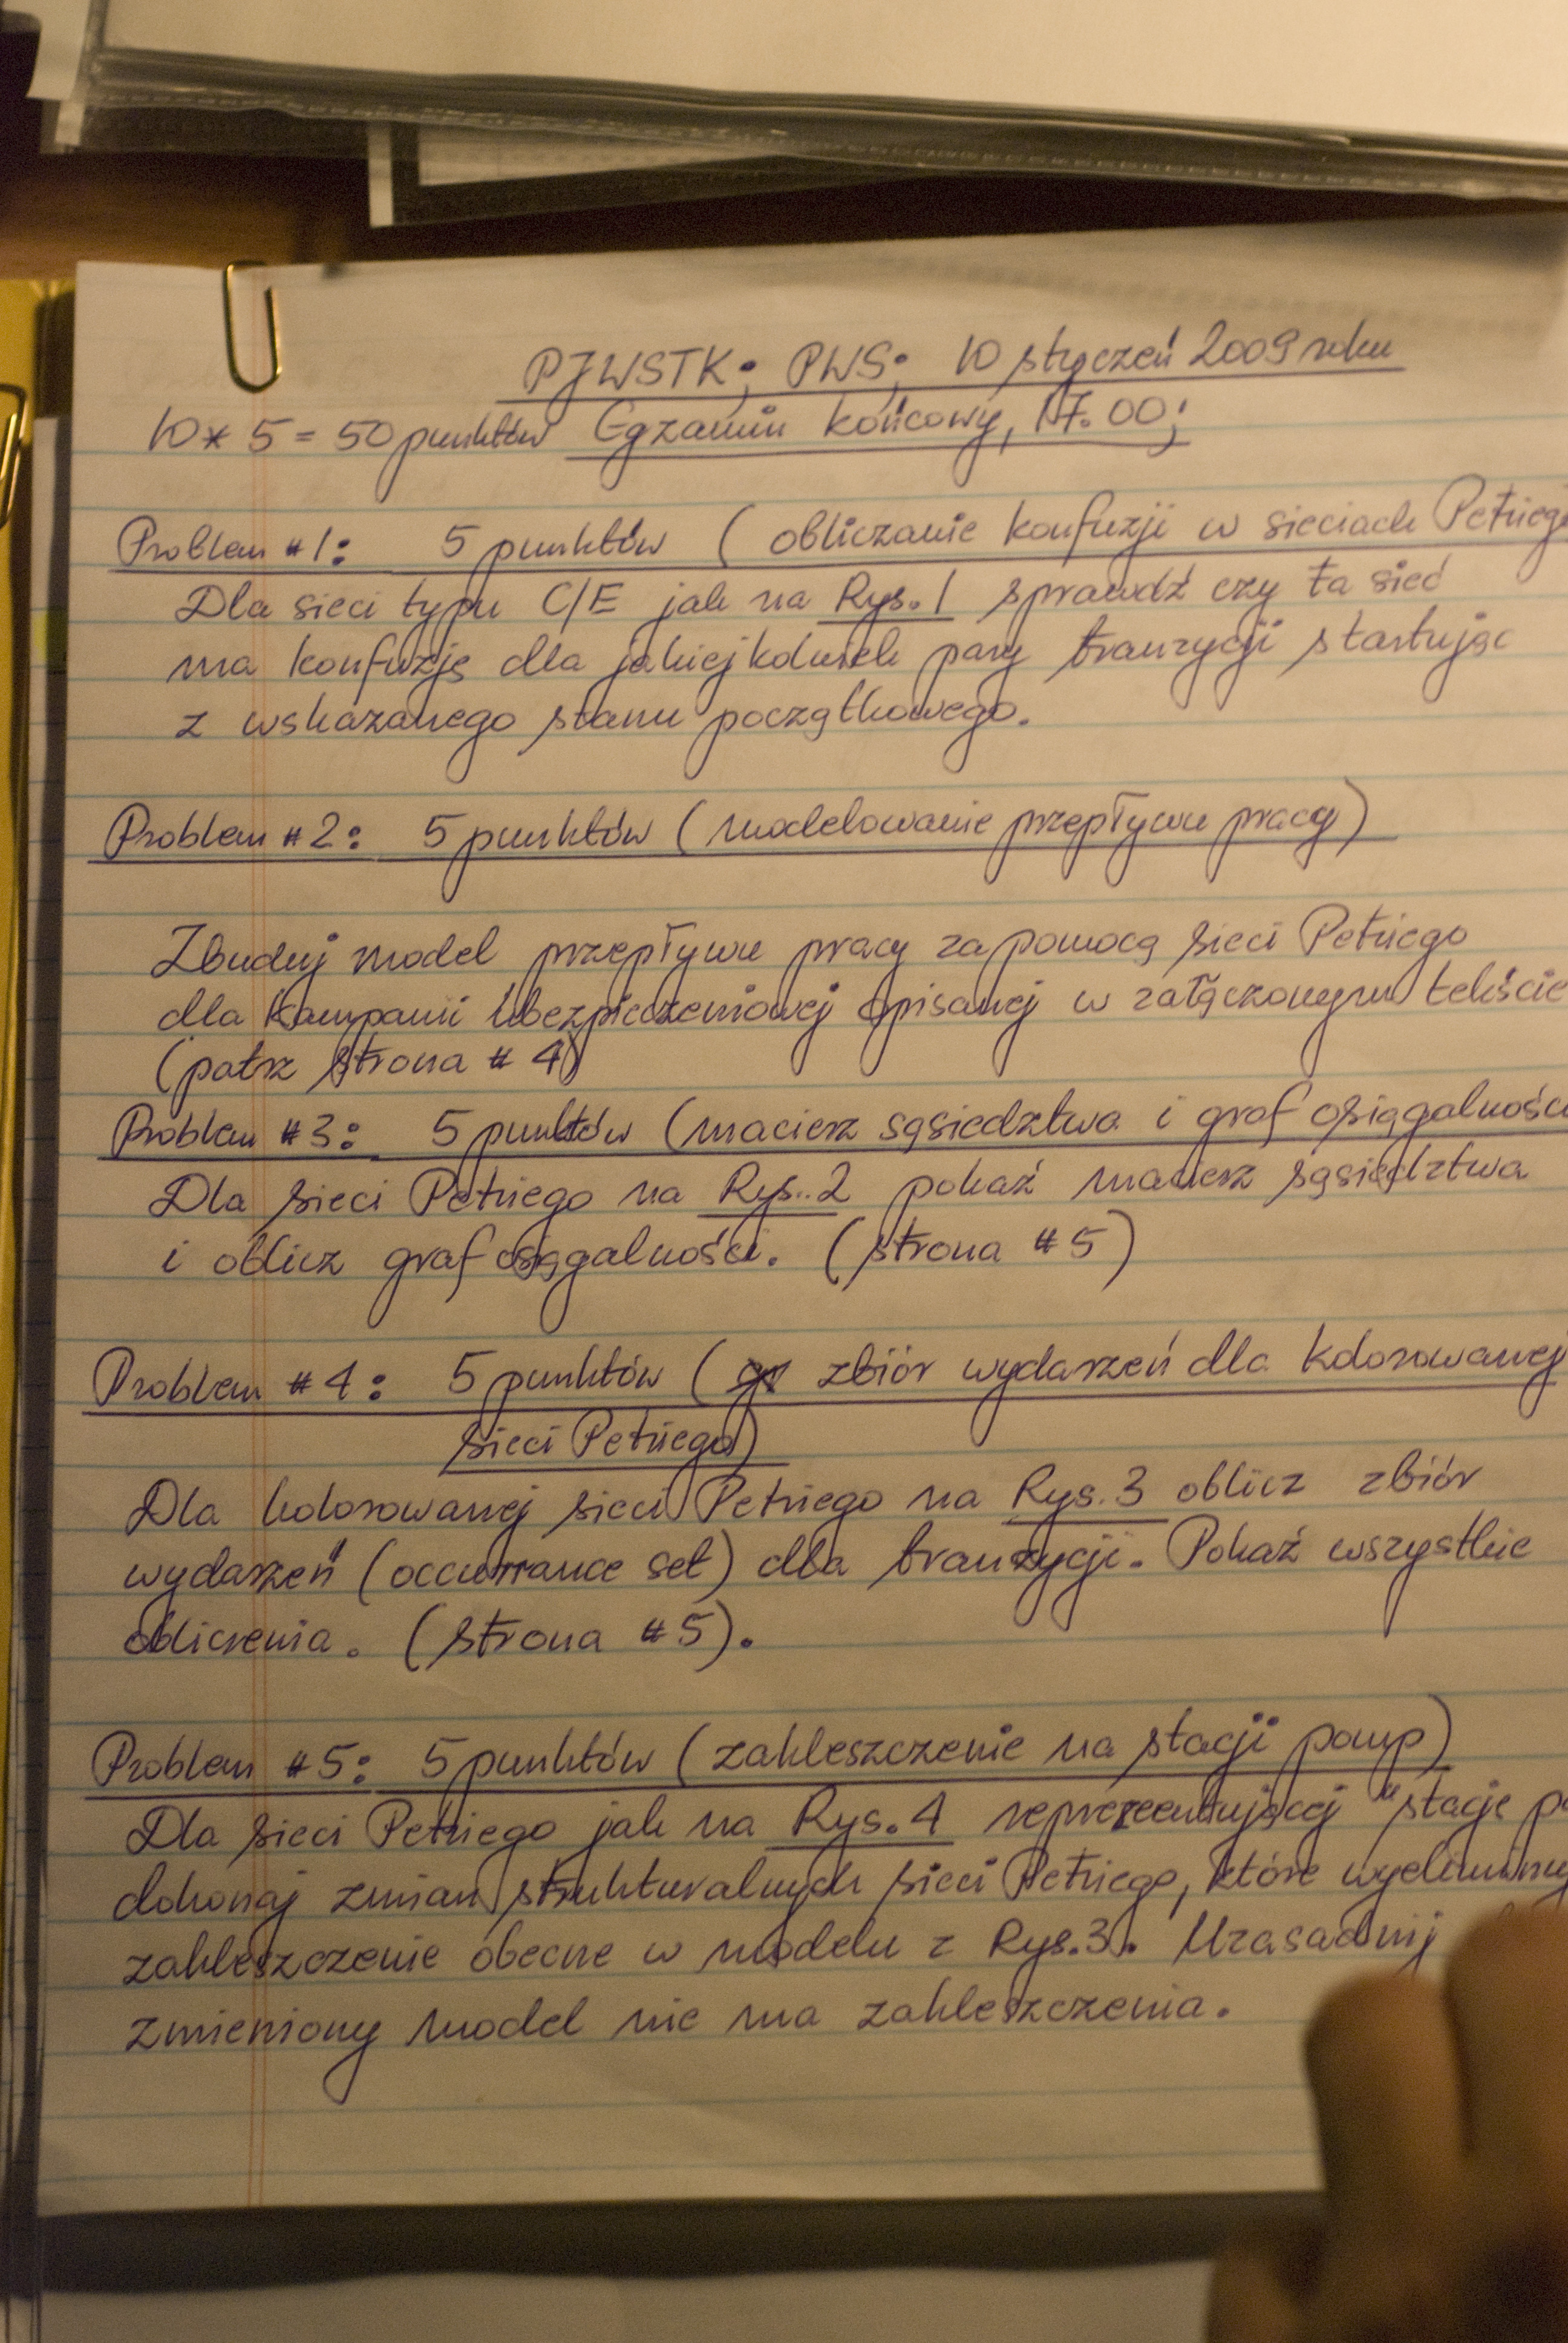 PJWSTK; PWS; 10 styczeń 2009 roku
10 * 5 = 50 punktów Egzamin końcowy, 17.00;
Problem #1: 5 punktów (obliczanie konfuzji w sieciach Petriego
Dla sieci typu C/E jak na Rys. 1 sprawdź czy ta sieć
ma konfuzję dla jakiejkolwiek pary tranzycji startując
z wskazanego stanu początkowego.
Problem #2: 5 punktów (modelowanie przepływu pracy)
Zbuduj model przepływu pracy za pomocą sieci Petriego
dla Kampanii Ubezpieczeniowej opisanej w załączonym tekście
(patrz strona #4)
Problem #3: 5 punktów (macierz sąsiedztwa i graf osiągalności
Dla sieci Petriego na Rys. 2 pokaż macierz sąsiedztwa
i oblicz graf osiągalności. (strona #5)
Problem #4: 5 punktów (zbiór wydarzeń dla kolorowanej
sieci Petriego)
Dla kolorowanej sieci Petriego na Rys. 3 oblicz zbiór
wydarzeń (occurrance set) dla tranzycji. Pokaż wszystkie
obliczenia. (strona #5).
Problem #5: 5 punktów (zakleszczenie na stacji pomp)
Dla sieci Petriego jak na Rys. 4 reprezentującej "stację
dokonaj zmian strukturalnych sieci Petriego, które
zakleszczenie obecne w modelu z Rys. 3. Uzasadnij
zmieniony model nie ma zakleszczenia.